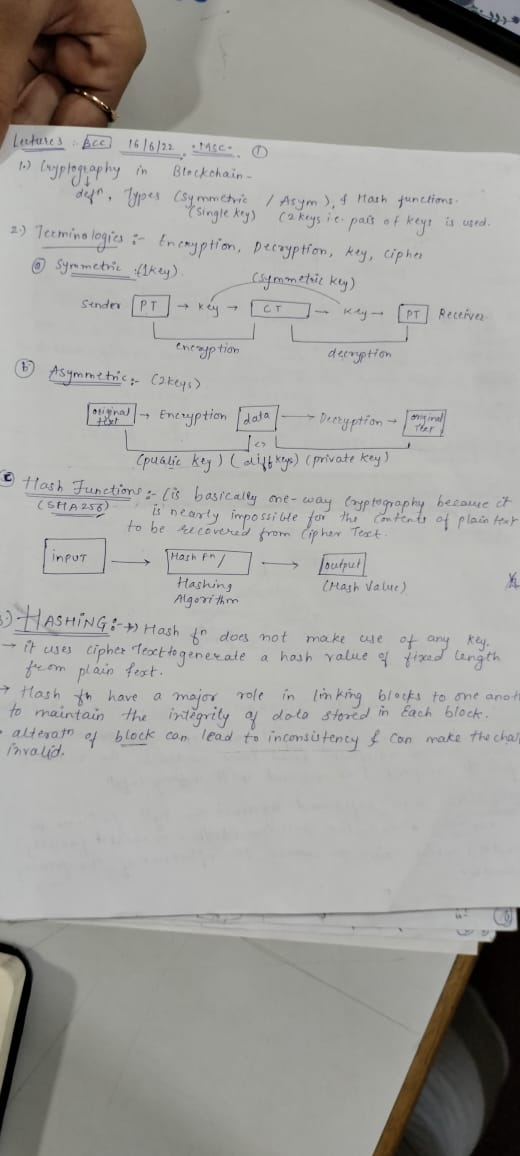 Lectures : BCC 16/6/22 MSC. ①
1.) Cryptography in Blockchain -
↓
defn, Types (Symmetric / Asym), & Hash functions.
(Single key) (2 keys i.e. pair of keys is used.
2.) Terminologies :- Encryption, Decryption, key, cipher
ⓐ Symmetric :(1key).
(symmetric key)
Sender PT → key → CT → key → PT Receiver
encryption decryption
ⓑ Asymmetric :- (2keys)
original text → Encryption data → Decryption → original Text
(public key) (diff keys) (private key)
ⓒ Hash Functions :- (is basically one-way cryptography because it
(SHA 256) is nearly impossible for the contents of plain text
to be recovered from Cipher Text.
INPUT → Hash Fn / → output
Hashing (Hash Value)
Algorithm
3) HASHING :- → Hash fn does not make use of any key.
→ it uses cipher Text to generate a hash value of fixed length
from plain text.
→ Hash fn have a major role in linking blocks to one anoth
to maintain the integrity of data stored in Each block.
alteratn of block can lead to inconsistency & can make the chai
invalid.